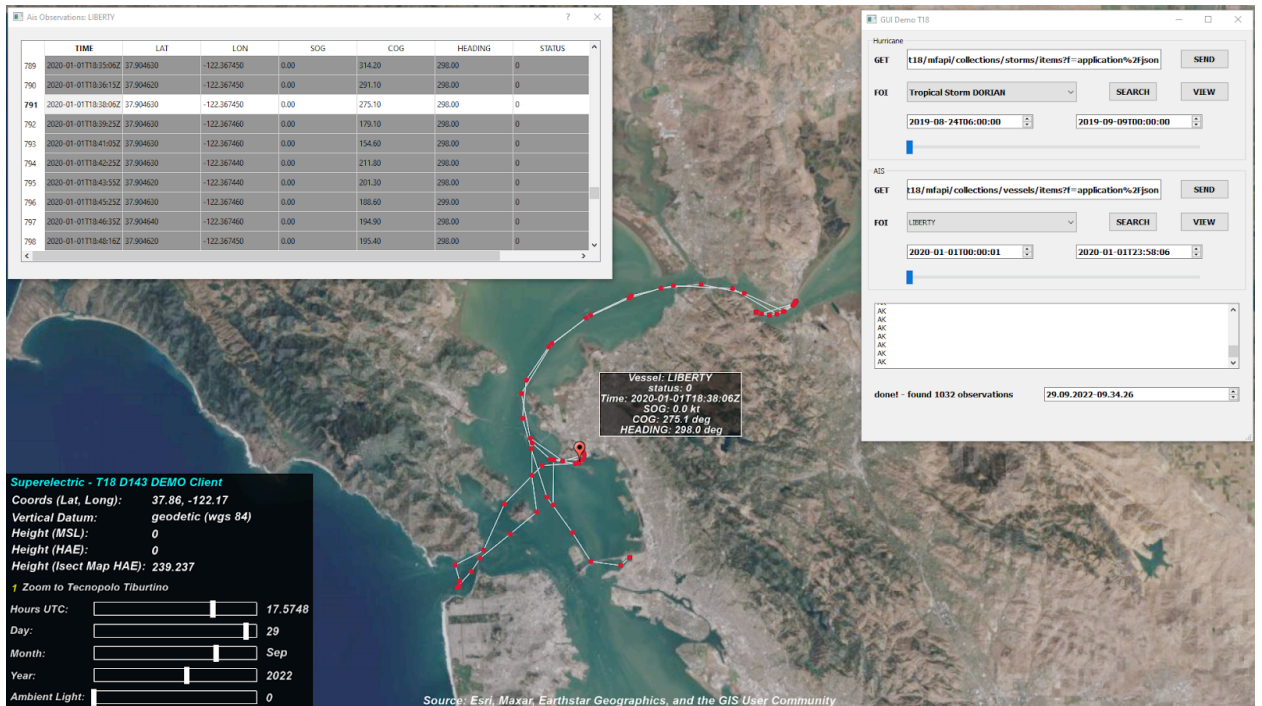 Ais Observations: LIBERTY
TIME LAT LON SOG COG HEADING STATUS
789 2020-01-01T18:35:06Z 37.904630 -122.367450 0.00 314.20 298.00 0
790 2020-01-01T18:36:15Z 37.904630 -122.367450 0.00 291.10 298.00 0
791 2020-01-01T18:38:06Z 37.904630 -122.367450 0.00 275.10 298.00 0
792 2020-01-01T18:39:25Z 37.904630 -122.367460 0.00 179.10 298.00 0
793 2020-01-01T18:41:05Z 37.904630 -122.367460 0.00 154.60 298.00 0
794 2020-01-01T18:42:25Z 37.904630 -122.367440 0.00 211.80 298.00 0
795 2020-01-01T18:43:55Z 37.904620 -122.367440 0.00 201.30 298.00 0
796 2020-01-01T18:45:25Z 37.904630 -122.367460 0.00 188.60 299.00 0
797 2020-01-01T18:46:35Z 37.904640 -122.367460 0.00 194.90 298.00 0
798 2020-01-01T18:48:16Z 37.904620 -122.367450 0.00 195.40 298.00 0
GUI Demo T18
Hurricane
GET t18/mfapi/collections/storms/items?f=application%2Fjson SEND
FOI Tropical Storm DORIAN SEARCH VIEW
2019-08-24T06:00:00 2019-09-09T00:00:00
AIS
GET t18/mfapi/collections/vessels/items?f=application%2Fjson SEND
FOI LIBERTY SEARCH VIEW
2020-01-01T00:00:01 2020-01-01T23:58:06
AK
AK
AK
AK
AK
AK
AK
done! - found 1032 observations 29.09.2022-09.34.26
Vessel: LIBERTY
status: 0
Time: 2020-01-01T18:38:06Z
SOG: 0.0 kt
COG: 275.1 deg
HEADING: 298.0 deg
Superelectric - T18 D143 DEMO Client
Coords (Lat, Long): 37.86, -122.17
Vertical Datum: geodetic (wgs 84)
Height (MSL): 0
Height (HAE): 0
Height (Isect Map HAE): 239.237
1 Zoom to Tecnopolo Tiburtino
Hours UTC: 17.5748
Day: 29
Month: Sep
Year: 2022
Ambient Light: 0
Source: Esri, Maxar, Earthstar Geographics, and the GIS User Community